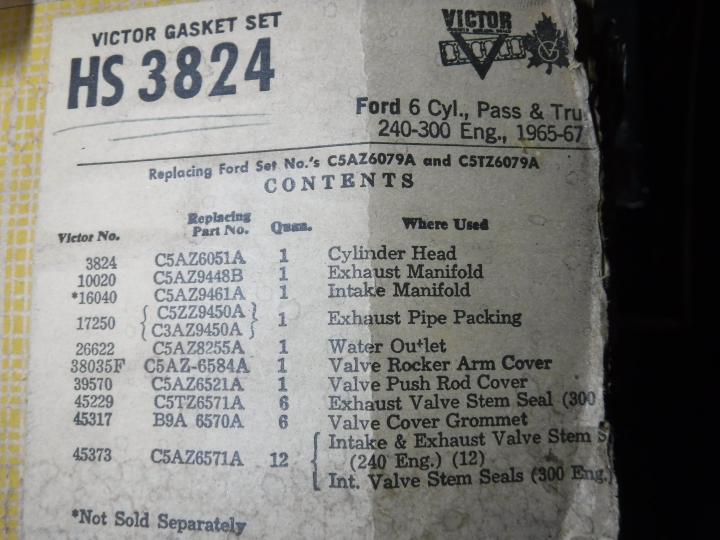 VICTOR GASKET SET
HS 3824
VICTOR
Ford 6 Cyl., Pass & Tru
240-300 Eng., 1965-67
Replacing Ford Set No.'s C5AZ6079A and C5TZ6079A
CONTENTS
Victor No. Replacing Part No. Quan. Where Used
3824 C5AZ6051A 1 Cylinder Head
10020 C5AZ9448B 1 Exhaust Manifold
*16040 C5AZ9461A 1 Intake Manifold
17250 { C5ZZ9450A C3AZ9450A } 1 Exhaust Pipe Packing
26622 C5AZ8255A 1 Water Outlet
38035F C5AZ-6584A 1 Valve Rocker Arm Cover
39570 C5AZ6521A 1 Valve Push Rod Cover
45229 C5TZ6571A 6 Exhaust Valve Stem Seal (300
45317 B9A 6570A 6 Valve Cover Grommet
45373 C5AZ6571A 12 { Intake & Exhaust Valve Stem S
(240 Eng.) (12)
Int. Valve Stem Seals (300 Eng.)
*Not Sold Separately